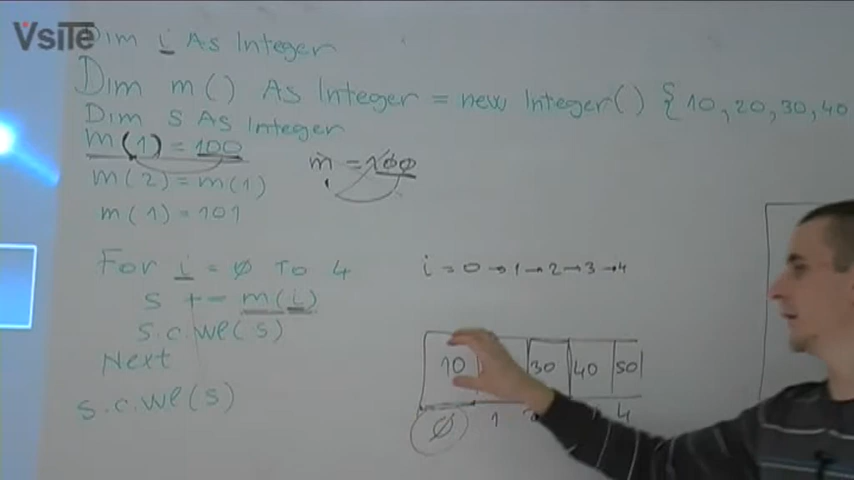 VsiTE
Dim i As Integer
Dim m() As Integer = new Integer() {10, 20, 30, 40
Dim s As Integer
m(1) = 100
m = 100
m(2) = m(1)
m(1) = 101
For i = 0 To 4
i = 0 → 1 → 2 → 3 → 4
s += m(i)
s.c.wl(s)
Next
10 30 40 50
s.c.wl(s)
0 1 4